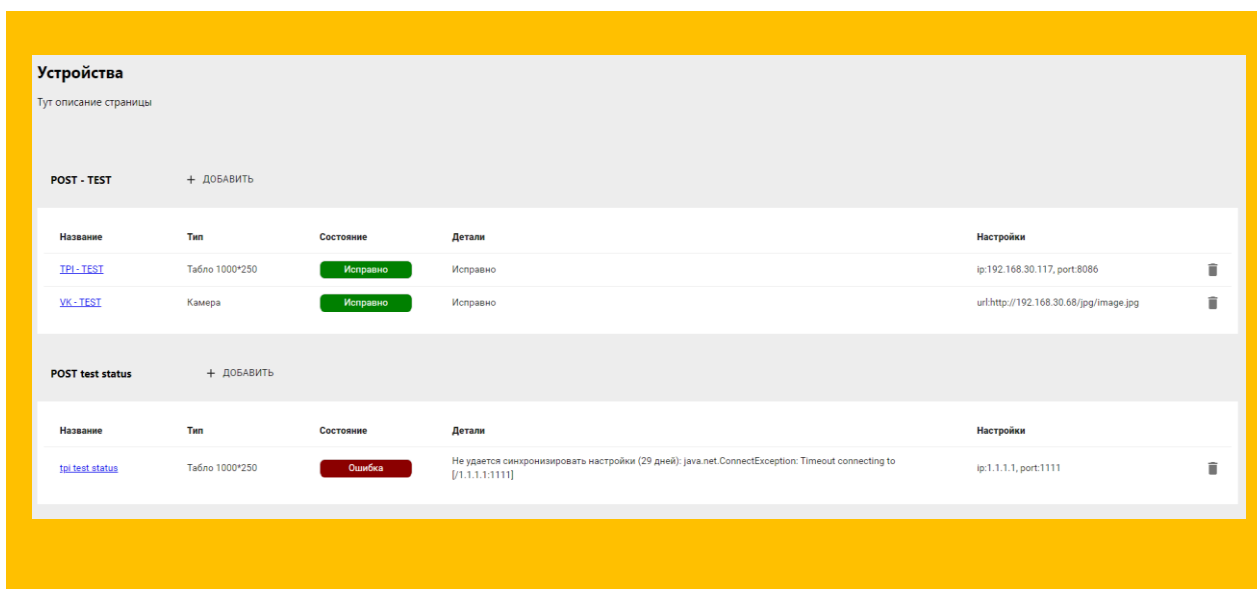 Устройства
Тут описание страницы
POST - TEST + ДОБАВИТЬ
Название Тип Состояние Детали Настройки
TPI - TEST Табло 1000*250 Исправно Исправно ip:192.168.30.117, port:8086
VK - TEST Камера Исправно Исправно url:http://192.168.30.68/jpg/image.jpg
POST test status + ДОБАВИТЬ
Название Тип Состояние Детали Настройки
tpi test status Табло 1000*250 Ошибка Не удается синхронизировать настройки (29 дней): java.net.ConnectException: Timeout connecting to ip:1.1.1.1, port:1111
[/1.1.1.1:1111]